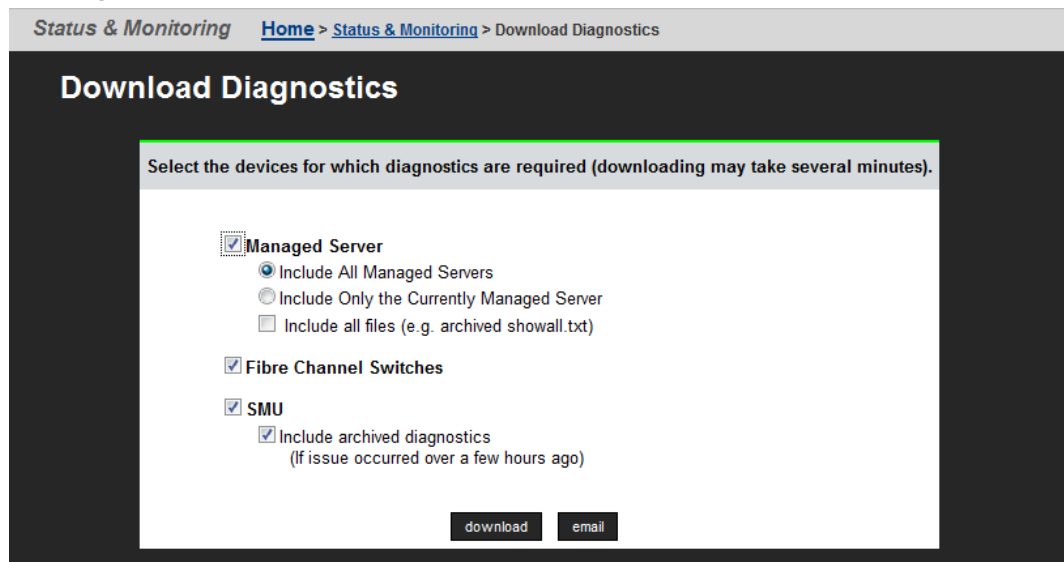 Status & Monitoring Home > Status & Monitoring > Download Diagnostics
Download Diagnostics
Select the devices for which diagnostics are required (downloading may take several minutes).
Managed Server
Include All Managed Servers
Include Only the Currently Managed Server
Include all files (e.g. archived showall.txt)
Fibre Channel Switches
SMU
Include archived diagnostics
(If issue occurred over a few hours ago)
download email